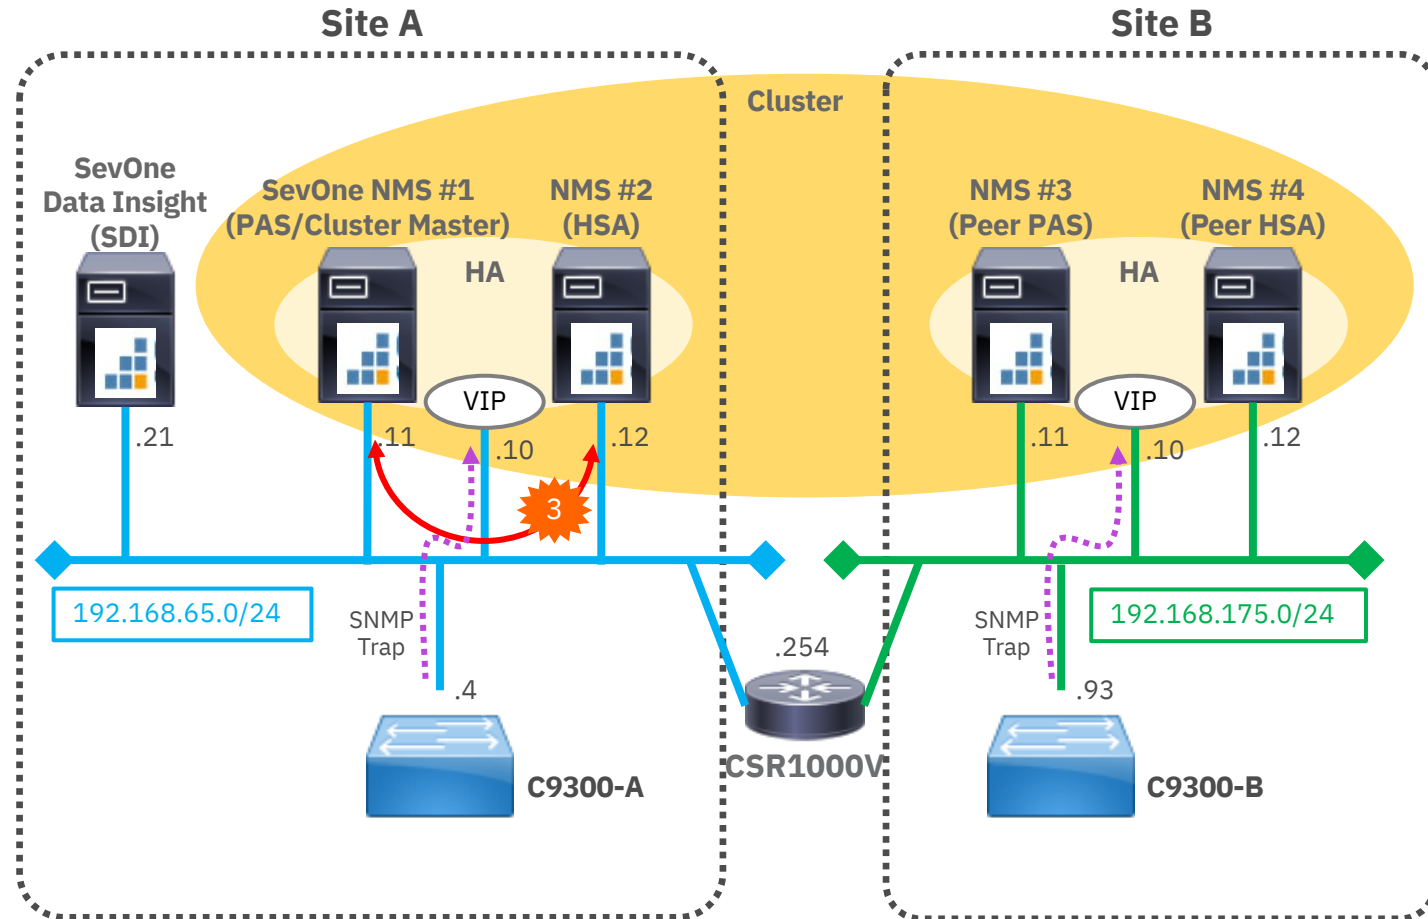 Site A
Site B
Cluster
SevOne
Data Insight
(SDI)
SevOne NMS #1
(PAS/Cluster Master)
NMS #2
(HSA)
NMS #3
(Peer PAS)
NMS #4
(Peer HSA)
HA
HA
VIP
VIP
.21
.11
.10
.12
.11
.10
.12
3
192.168.65.0/24
SNMP
Trap
SNMP
Trap
192.168.175.0/24
.254
.4
.93
CSR1000V
C9300-A
C9300-B